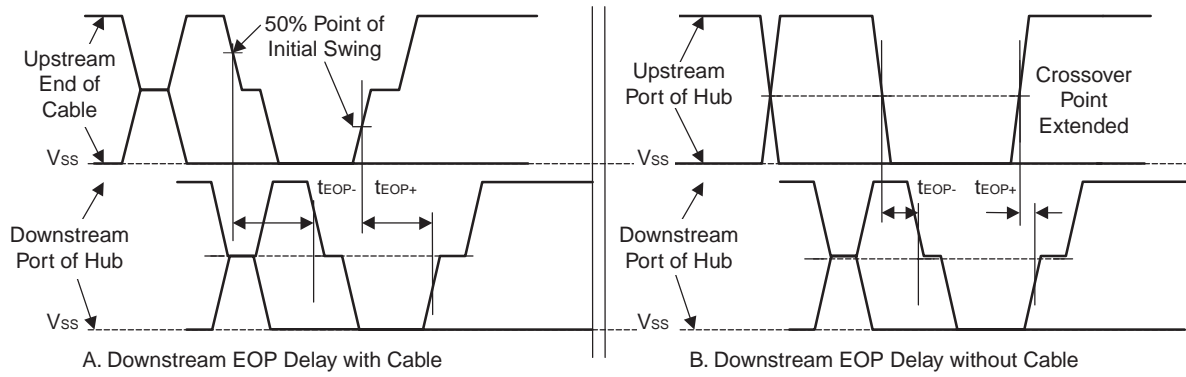 50% Point of
Initial Swing
Upstream
End of
Cable
VSS
tEOP-
tEOP+
Downstream
Port of Hub
VSS
A. Downstream EOP Delay with Cable
Upstream
Port of Hub
Crossover
Point
Extended
VSS
tEOP-
tEOP+
Downstream
Port of Hub
VSS
B. Downstream EOP Delay without Cable